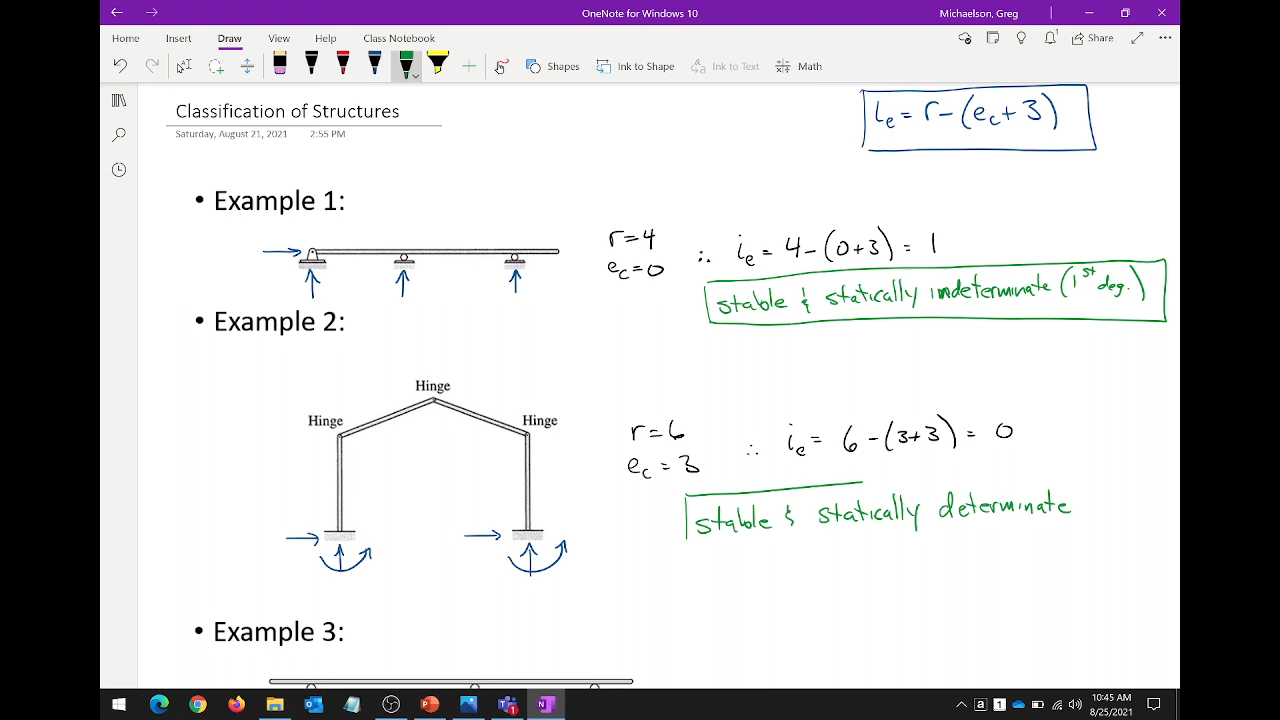 OneNote for Windows 10
Michaelson, Greg
Home Insert Draw View Help Class Notebook
Share
Shapes Ink to Shape Ink to Text Math
Classification of Structures
Saturday, August 21, 2021 2:55 PM
ie = r - (ec + 3)
• Example 1:
r = 4
ec = 0
∴ ie = 4 - (0+3) = 1
stable & statically indeterminate (1st deg.)
• Example 2:
Hinge
Hinge
Hinge
r = 6
ec = 3
∴ ie = 6 - (3+3) = 0
stable & statically determinate
• Example 3:
10:45 AM
8/25/2021